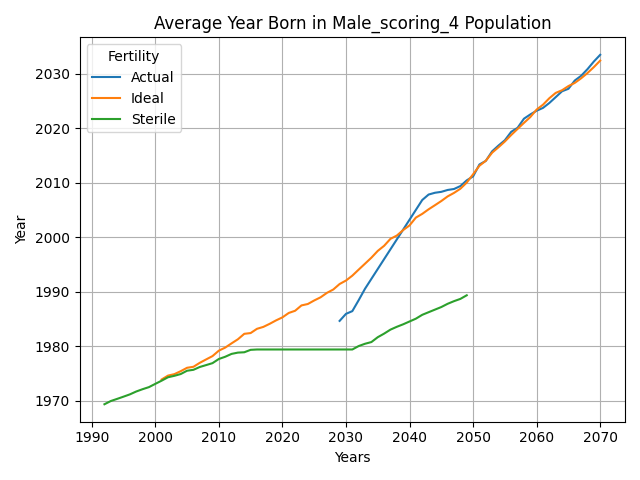 Average Year Born in Male_scoring_4 Population
Fertility
Actual
Ideal
Sterile
Year
2030
2020
2010
2000
1990
1980
1970
1990 2000 2010 2020 2030 2040 2050 2060 2070
Years